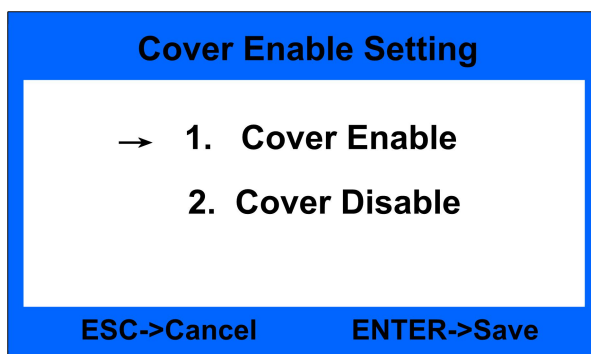 Cover Enable Setting
→ 1. Cover Enable
2. Cover Disable
ESC->Cancel ENTER->Save